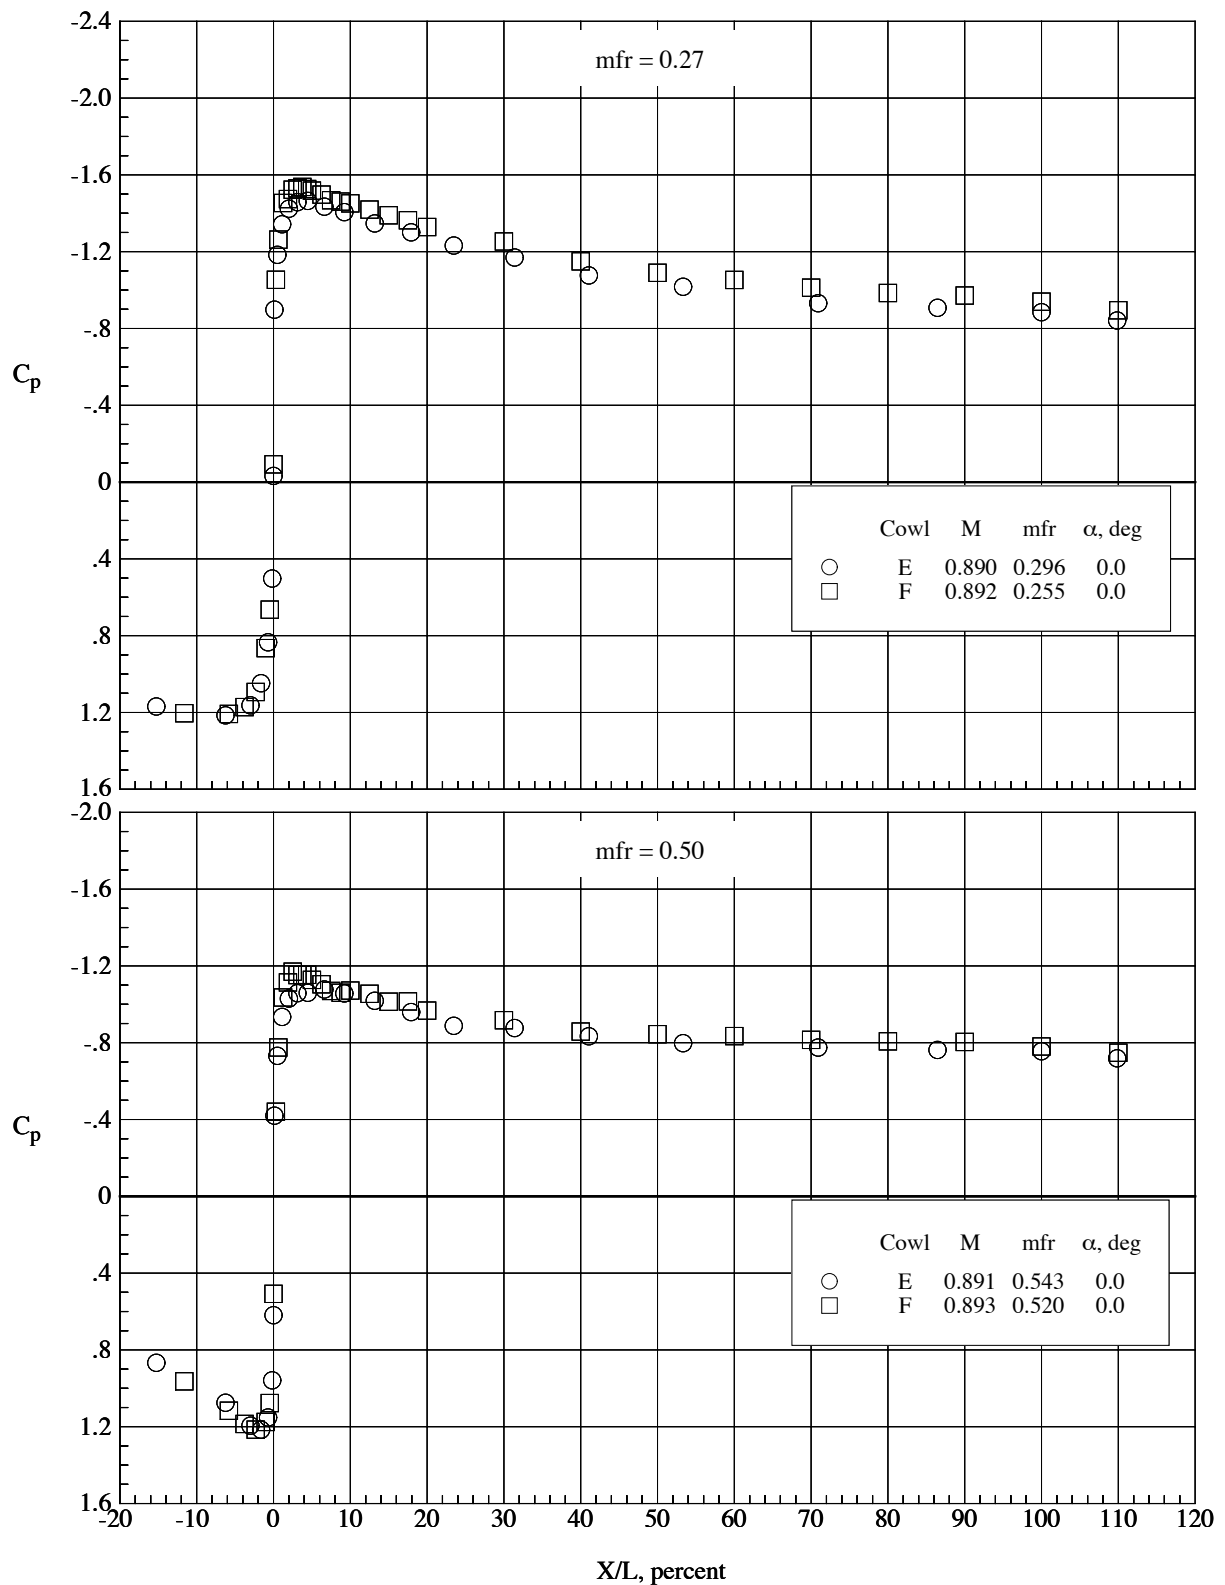 -2.4
mfr = 0.27
-2.0
-1.6
-1.2
-.8
Cp
-.4
0
Cowl M mfr α, deg
.4
E 0.890 0.296 0.0
F 0.892 0.255 0.0
.8
1.2
1.6
-2.0
mfr = 0.50
-1.6
-1.2
-.8
Cp
-.4
0
Cowl M mfr α, deg
.4
E 0.891 0.543 0.0
F 0.893 0.520 0.0
.8
1.2
1.6
-20 -10 0 10 20 30 40 50 60 70 80 90 100 110 120
X/L, percent